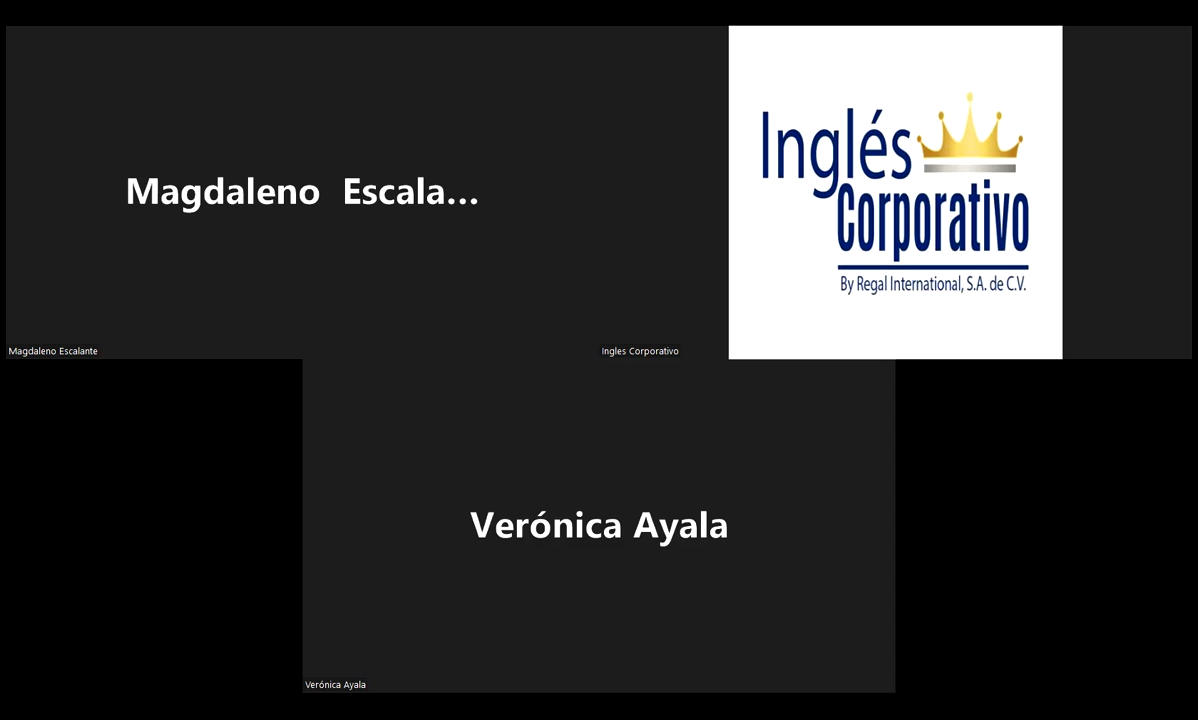 Magdaleno  Escala...
Inglés
Corporativo
By Regal International, S.A. de C.V.
Magdaleno Escalante
Ingles Corporativo
Verónica Ayala
Verónica Ayala